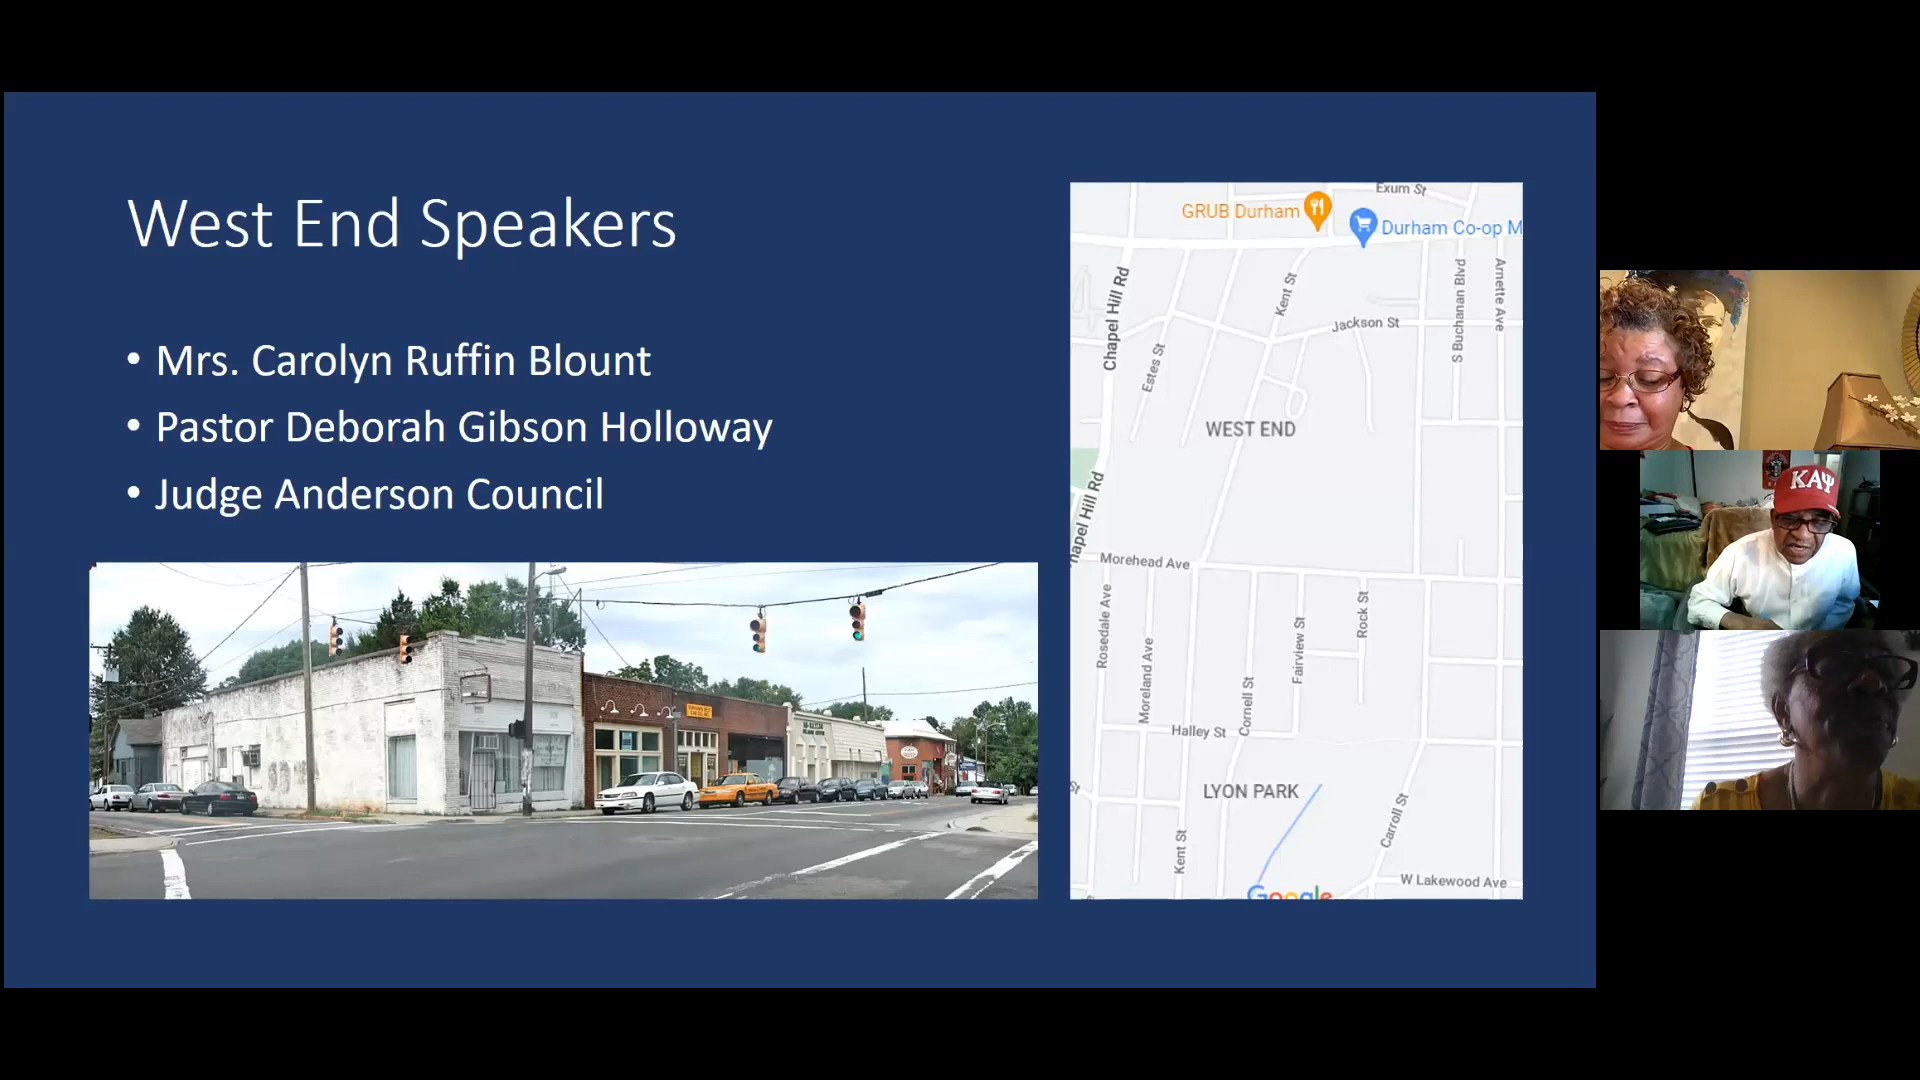 West End Speakers
• Mrs. Carolyn Ruffin Blount
• Pastor Deborah Gibson Holloway
• Judge Anderson Council
Exum St
GRUB Durham
Durham Co-op M
Chapel Hill Rd
Kent St
S Buchanan Blvd
Arnette Ave
Jackson St
Estes St
WEST END
hapel Hill Rd
Morehead Ave
Rosedale Ave
Moreland Ave
Fairview St
Rock St
Cornell St
Halley St
LYON PARK
St
Kent St
Carroll St
W Lakewood Ave
Google
ΚΑΨ